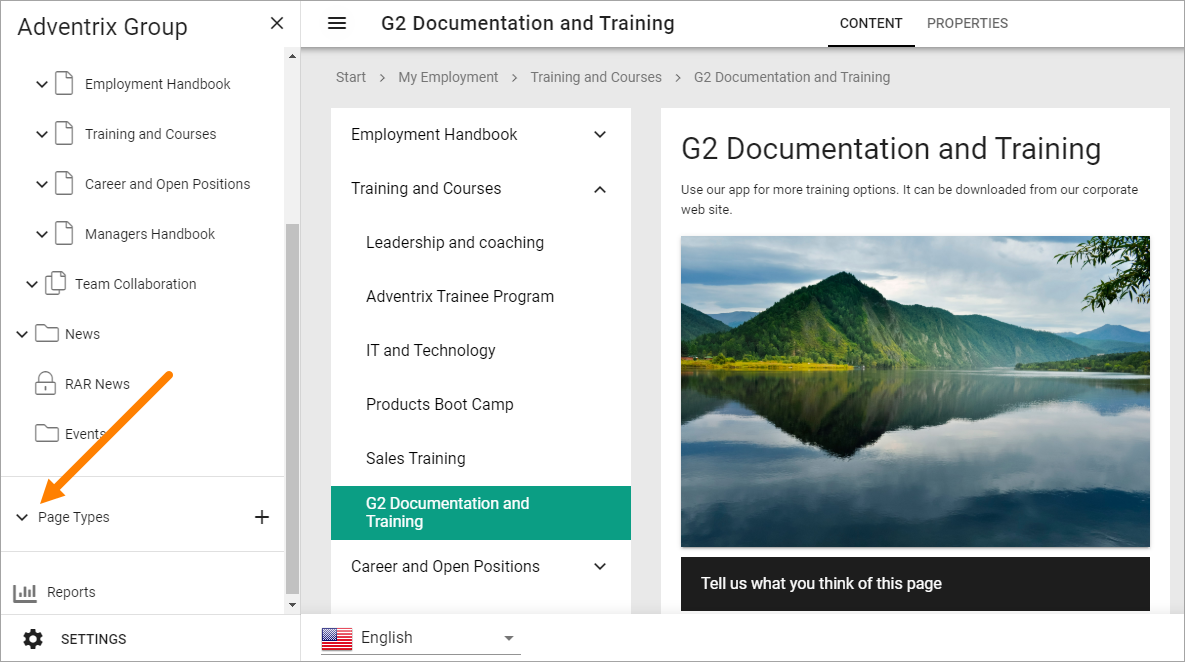 Adventrix Group
Employment Handbook
Training and Courses
Career and Open Positions
Managers Handbook
Team Collaboration
News
RAR News
Events
Page Types
Reports
SETTINGS
G2 Documentation and Training
CONTENT
PROPERTIES
Start > My Employment > Training and Courses > G2 Documentation and Training
Employment Handbook
Training and Courses
Leadership and coaching
Adventrix Trainee Program
IT and Technology
Products Boot Camp
Sales Training
G2 Documentation and
Training
Career and Open Positions
G2 Documentation and Training
Use our app for more training options. It can be downloaded from our corporate
web site.
Tell us what you think of this page
English